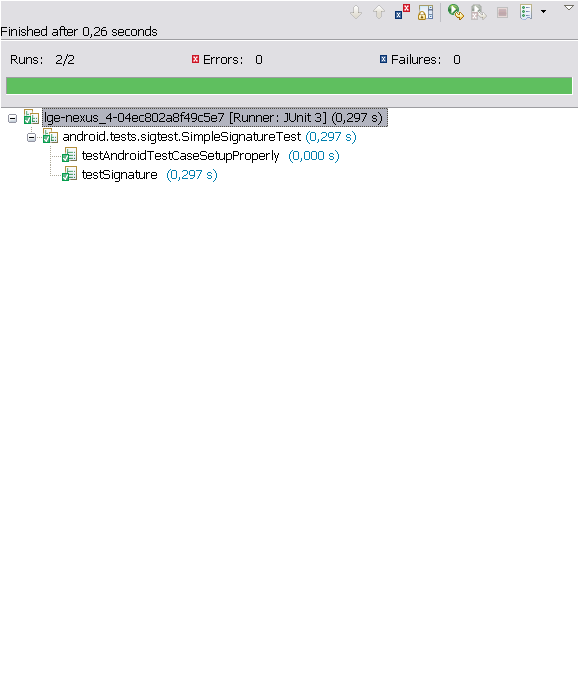 Finished after 0,26 seconds
Runs: 2/2 Errors: 0 Failures: 0
lge-nexus_4-04ec802a8f49c5e7 [Runner: JUnit 3] (0,297 s)
android.tests.sigtest.SimpleSignatureTest (0,297 s)
testAndroidTestCaseSetupProperly (0,000 s)
testSignature (0,297 s)